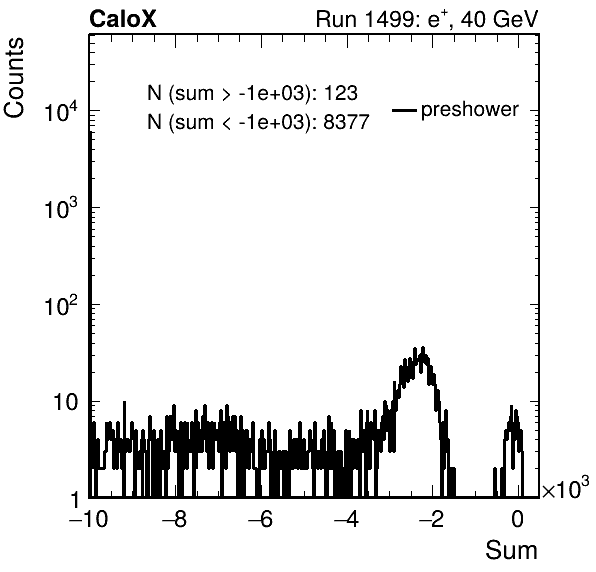 CaloX Run 1499: e⁺, 40 GeV
Counts
N (sum > -1e+03): 123
N (sum < -1e+03): 8377
preshower
10⁴
10³
10²
10
1
−10 −8 −6 −4 −2 0 ×10³
Sum